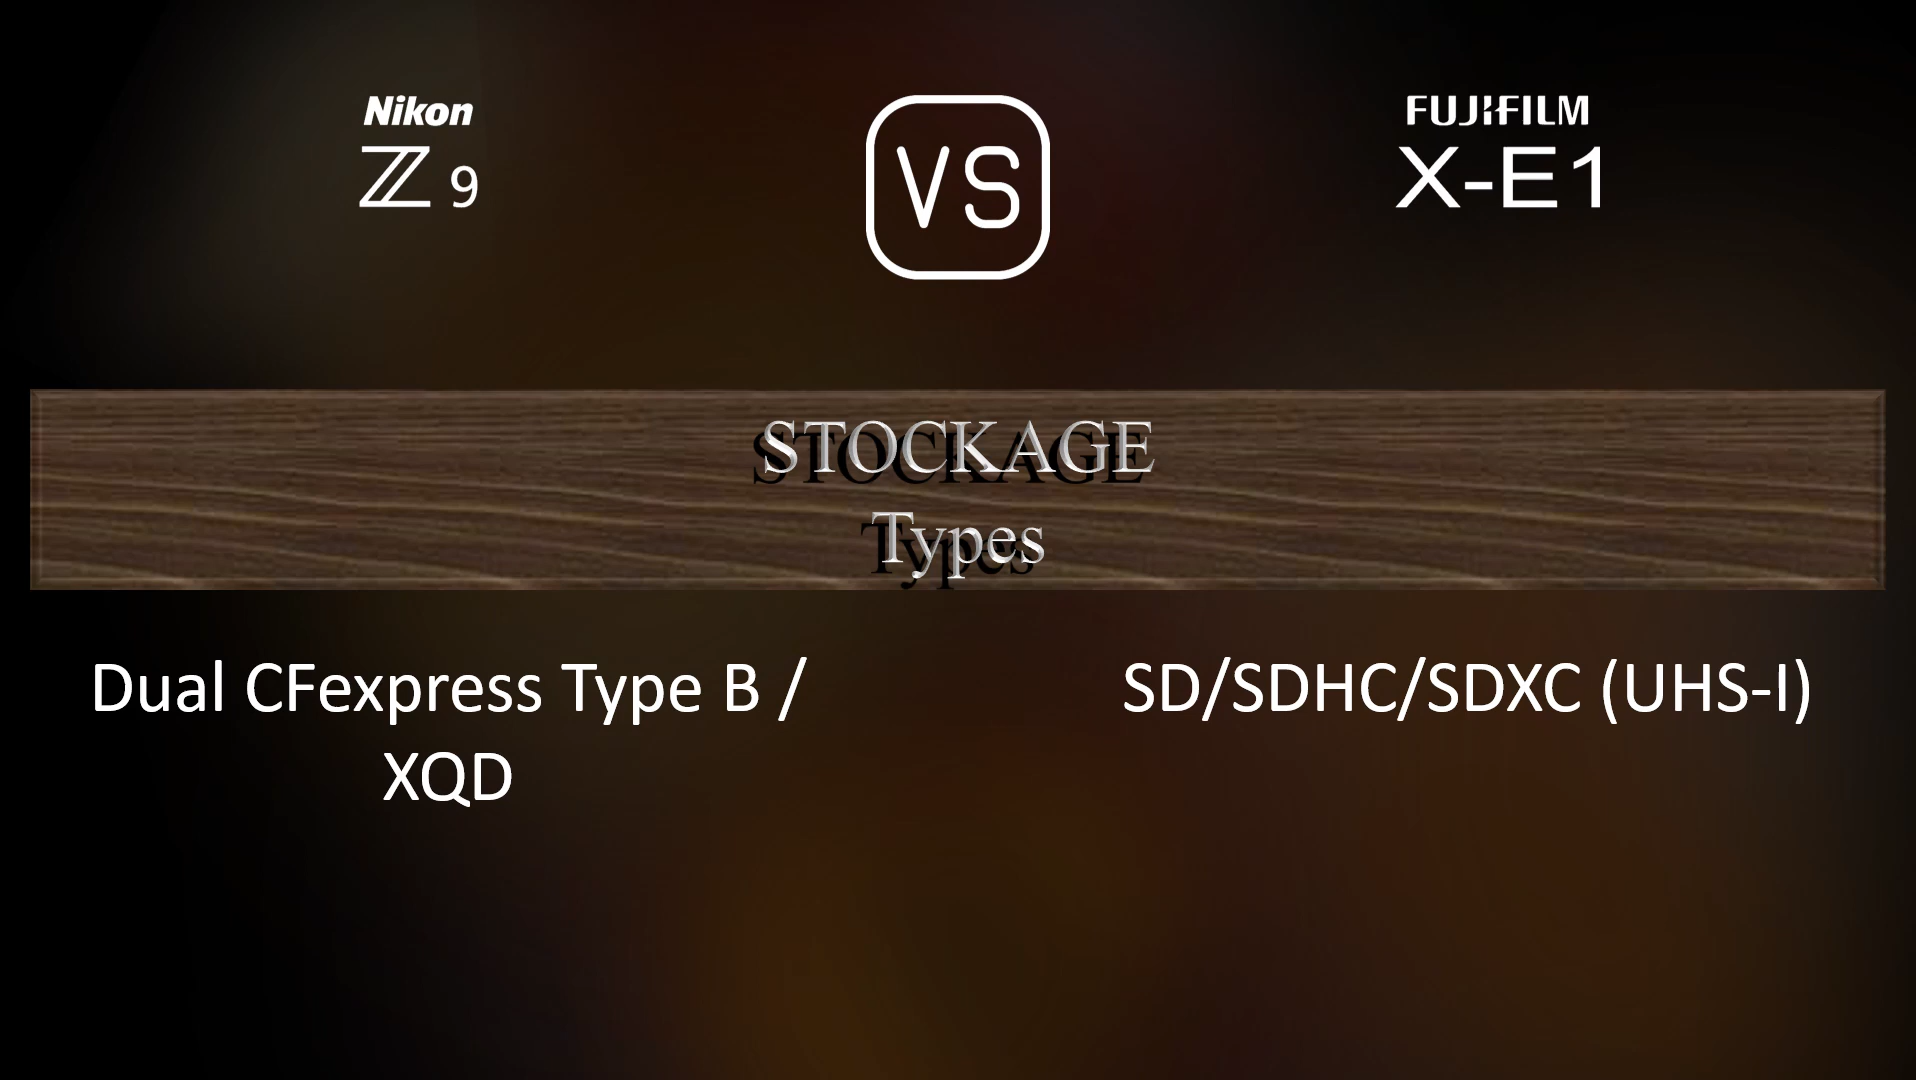 Nikon
Z 9
VS
FUJIFILM
X-E1
STOCKAGE
Types
Dual CFexpress Type B /
XQD
SD/SDHC/SDXC (UHS-I)